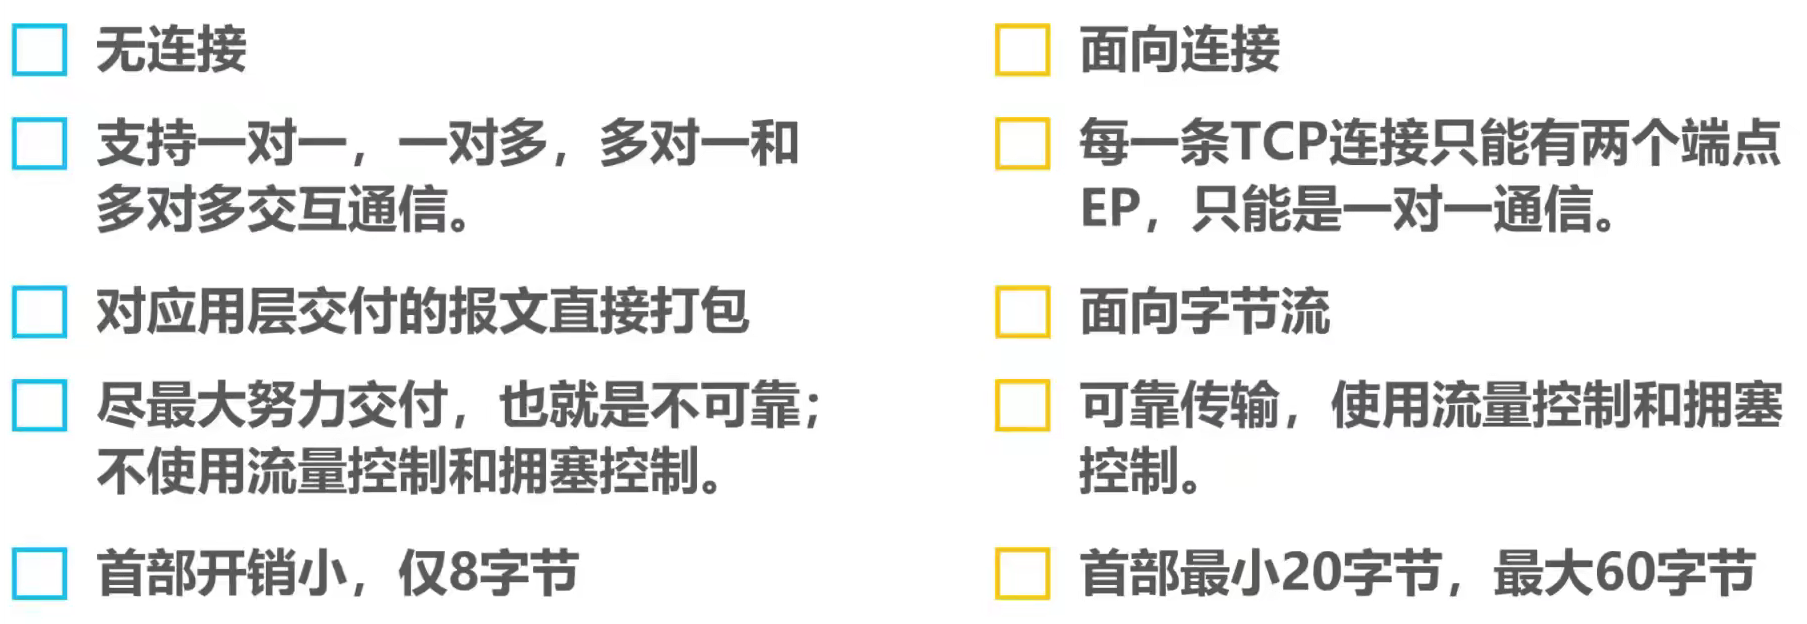 无连接
支持一对一，一对多，多对一和
多对多交互通信。
对应用层交付的报文直接打包
尽最大努力交付，也就是不可靠；
不使用流量控制和拥塞控制。
首部开销小，仅8字节
面向连接
每一条TCP连接只能有两个端点
EP，只能是一对一通信。
面向字节流
可靠传输，使用流量控制和拥塞
控制。
首部最小20字节，最大60字节